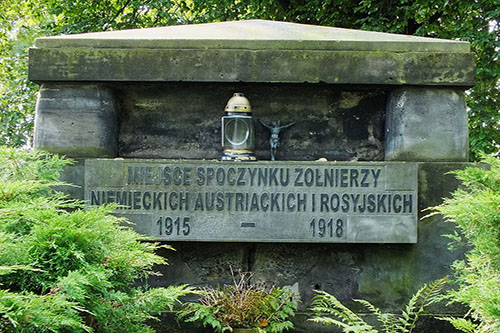 MIEJSCE SPOCZYNKU ŻOŁNIERZY
NIEMIECKICH AUSTRIACKICH I ROSYJSKICH
1915 – 1918